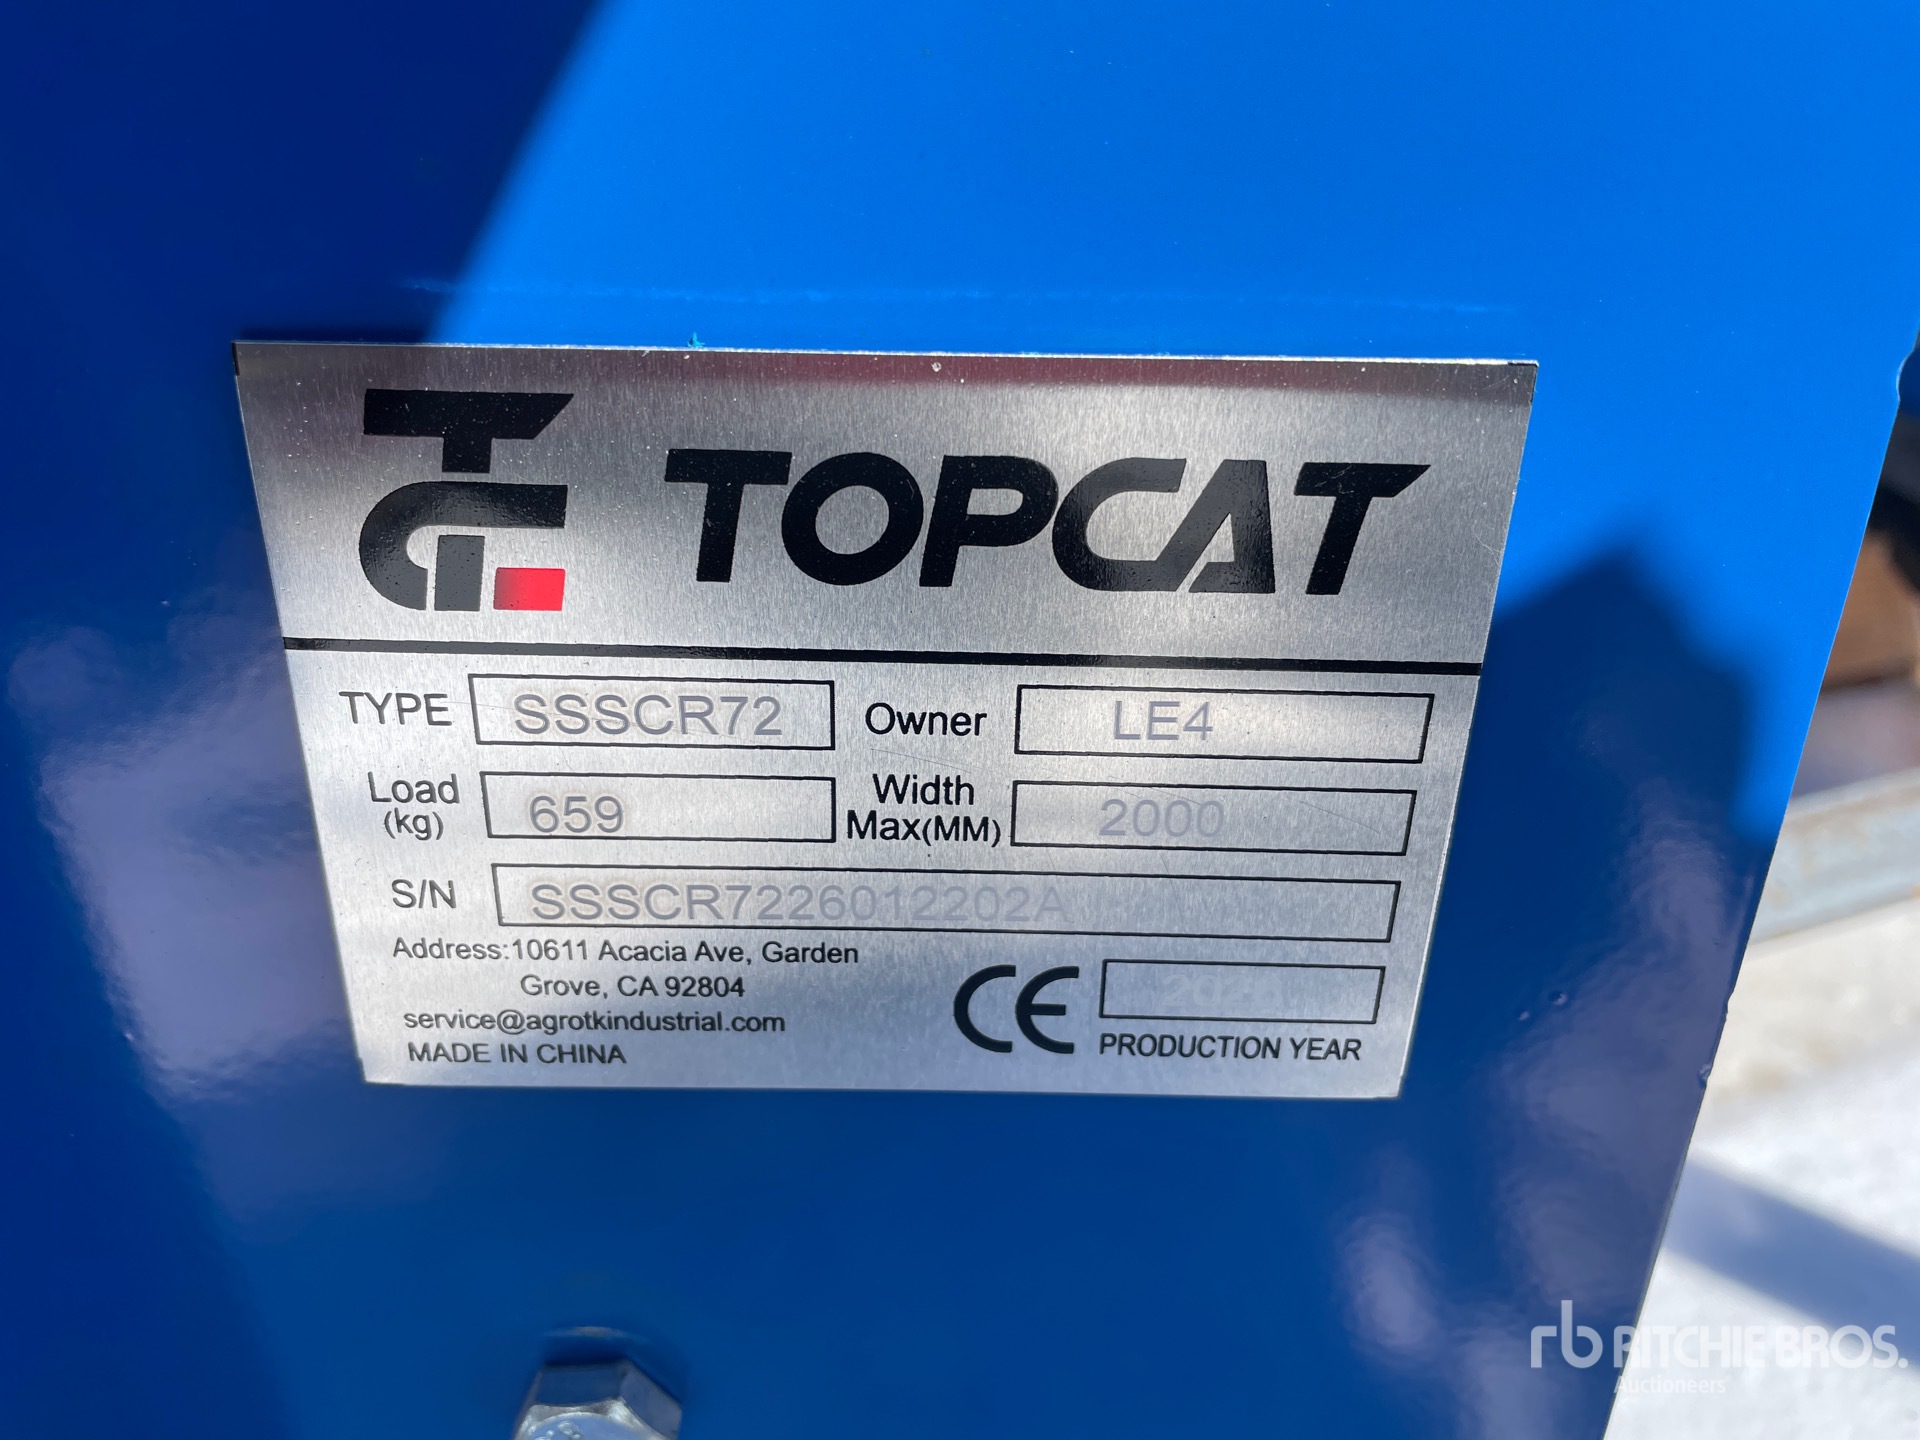 TOPCAT
TYPE SSSCR72 Owner LE4
Load (kg) 659 Width Max(MM) 2000
S/N SSSCR7226012202A
Address:10611 Acacia Ave, Garden
Grove, CA 92804
service@agrotkindustrial.com
MADE IN CHINA
CE
PRODUCTION YEAR
rb RITCHIE BROS.
Auctioneers